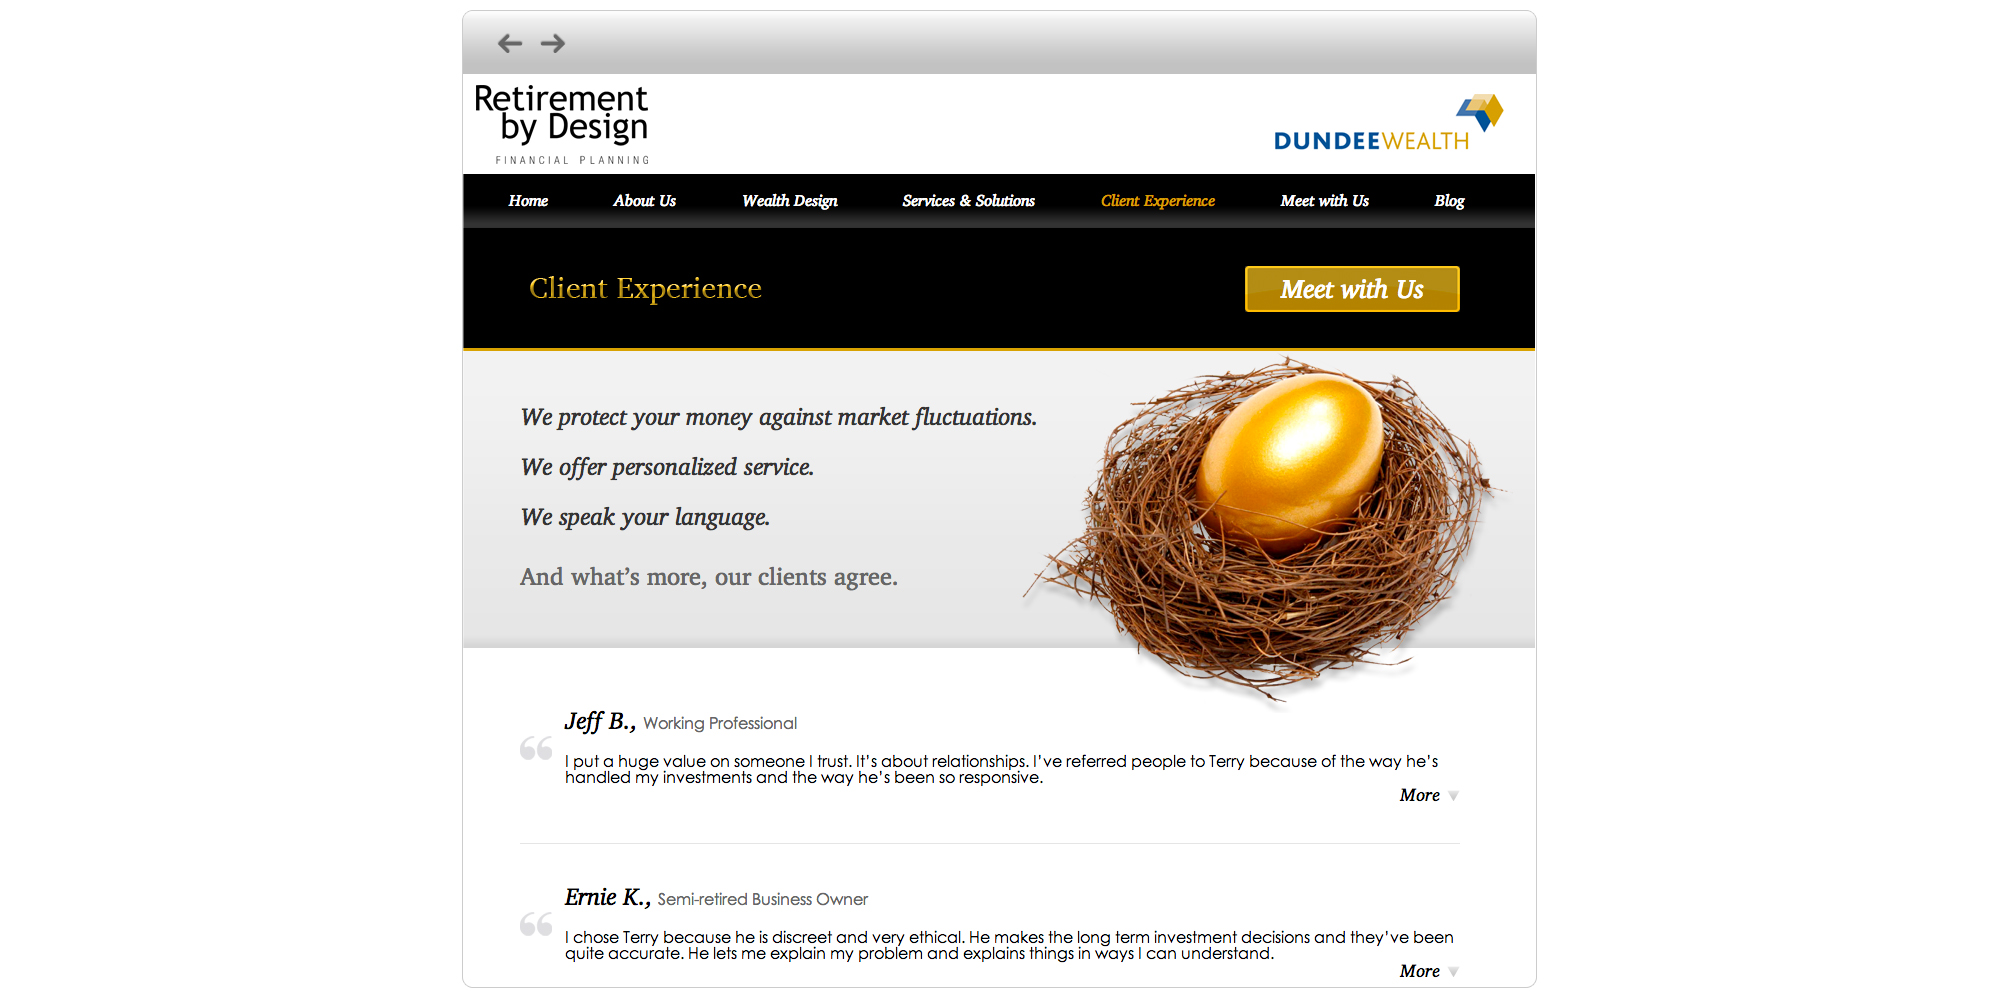 Retirement
by Design
FINANCIAL PLANNING
DUNDEEWEALTH
Home About Us Wealth Design Services & Solutions Client Experience Meet with Us Blog
Client Experience
Meet with Us
We protect your money against market fluctuations.
We offer personalized service.
We speak your language.
And what's more, our clients agree.
Jeff B., Working Professional
“
I put a huge value on someone I trust. It's about relationships. I've referred people to Terry because of the way he's
handled my investments and the way he's been so responsive.
More
Ernie K., Semi-retired Business Owner
“
I chose Terry because he is discreet and very ethical. He makes the long term investment decisions and they've been
quite accurate. He lets me explain my problem and explains things in ways I can understand.
More